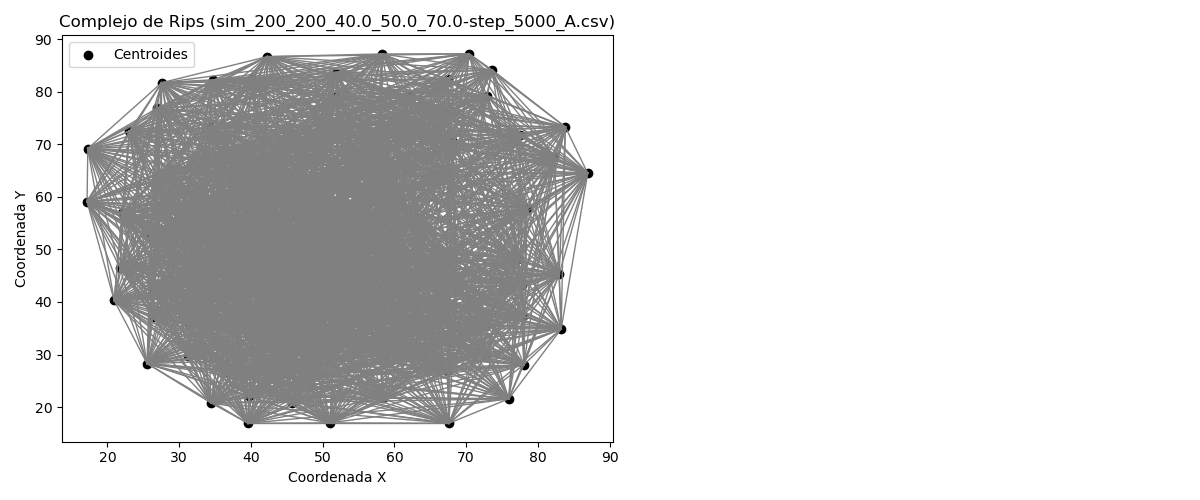 Complejo de Rips (sim_200_200_40.0_50.0_70.0-step_5000_A.csv)
Centroides
90
80
70
60
50
40
30
20
Coordenada Y
20 30 40 50 60 70 80 90
Coordenada X